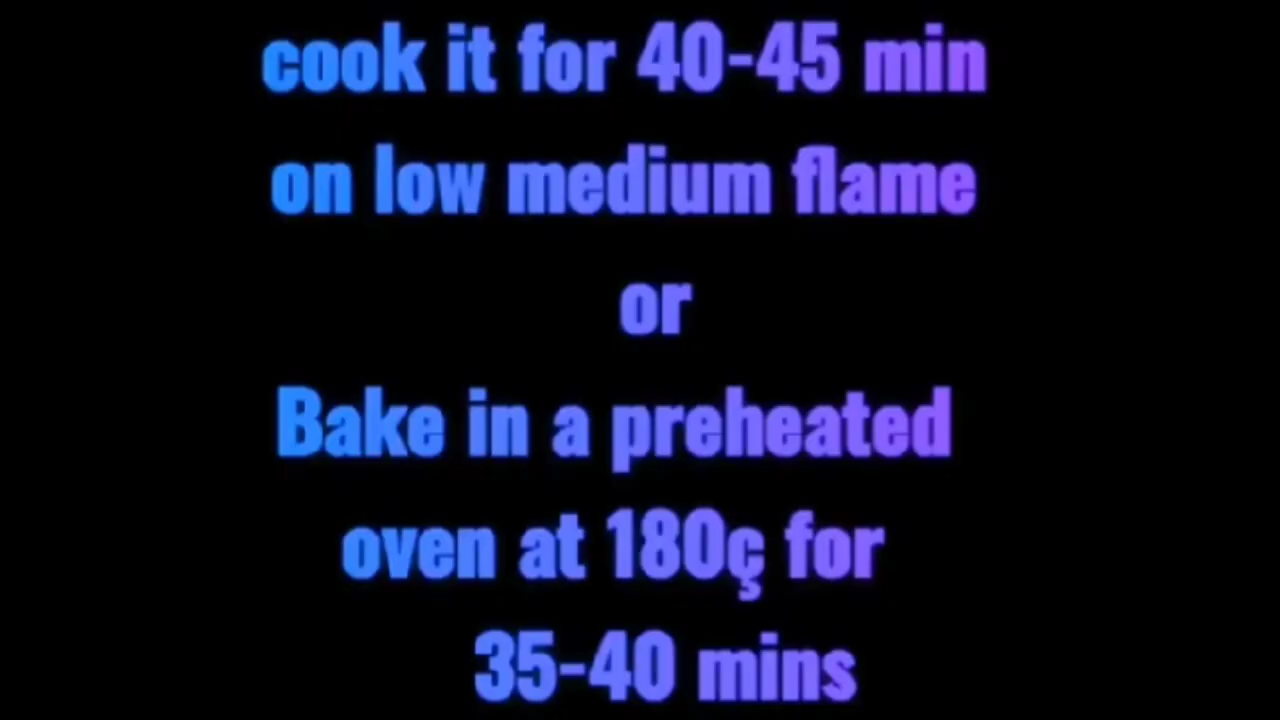 cook it for 40-45 min
on low medium flame
or
Bake in a preheated
oven at 180ç for
35-40 mins